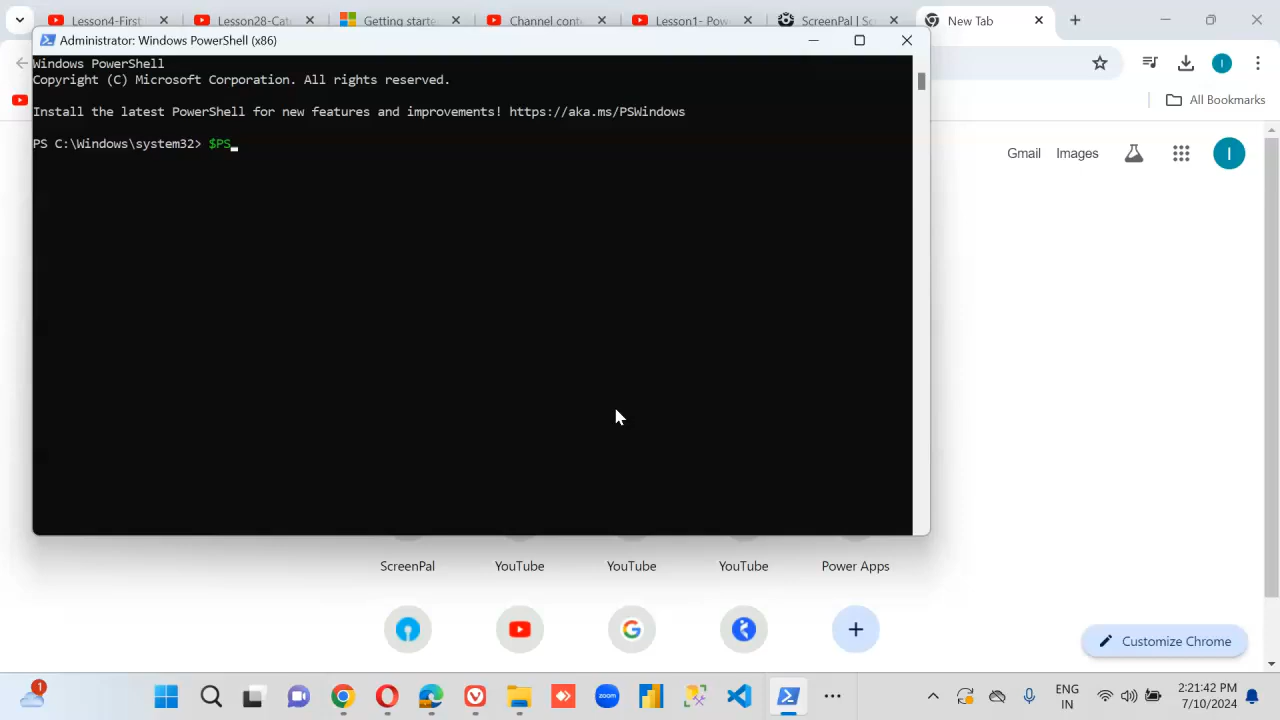 Lesson4-First
Lesson28-Cat
Getting starte
Channel cont
Lesson1- Pow
ScreenPal | Sc
New Tab
Administrator: Windows PowerShell (x86)
Windows PowerShell
Copyright (C) Microsoft Corporation. All rights reserved.
Install the latest PowerShell for new features and improvements! https://aka.ms/PSWindows
PS C:\Windows\system32> $PS
All Bookmarks
Gmail
Images
I
I
ScreenPal
YouTube
YouTube
YouTube
Power Apps
Customize Chrome
1
zoom
ENG
IN
2:21:42 PM
7/10/2024